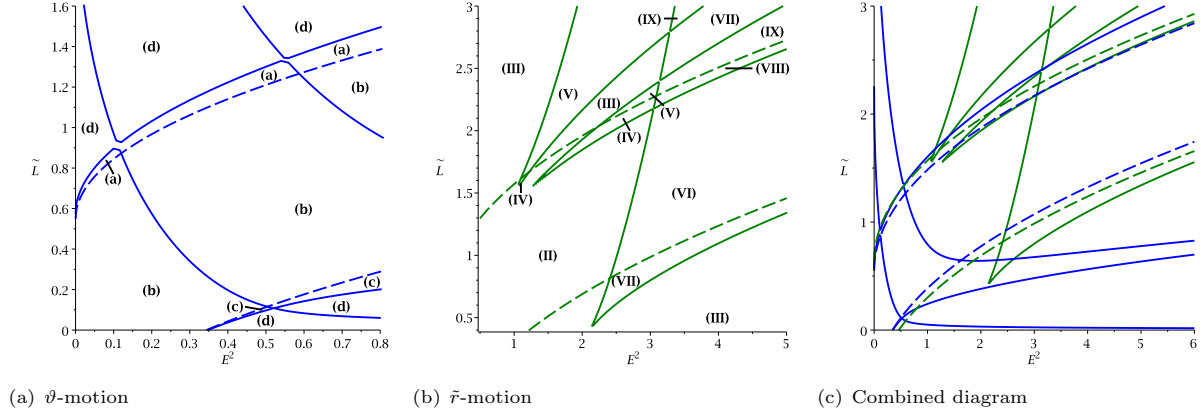 1.6
1.4
1.2
1
0.8
0.6
0.4
0.2
0
L̃
(d)
(d)
(a)
(a)
(b)
(d)
(a)
(b)
(b)
(c)
(c)
(d)
(d)
0 0.1 0.2 0.3 0.4 0.5 0.6 0.7 0.8
E²
(a) ϑ-motion
3
2.5
2
1.5
1
0.5
L̃
(IX)
(VII)
(IX)
(III)
(VIII)
(V)
(III)
(V)
(IV)
(IV)
(VI)
(II)
(VII)
(III)
1 2 3 4 5
E²
(b) r̃-motion
3
2
1
0
L̃
0 1 2 3 4 5 6
E²
(c) Combined diagram